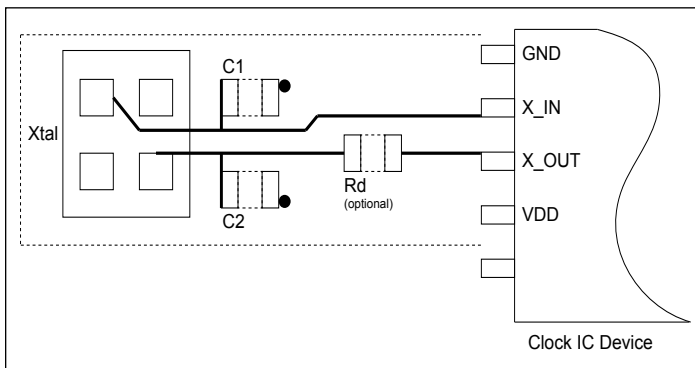 C1
GND
X_IN
Xtal
X_OUT
Rd
(optional)
C2
VDD
Clock IC Device